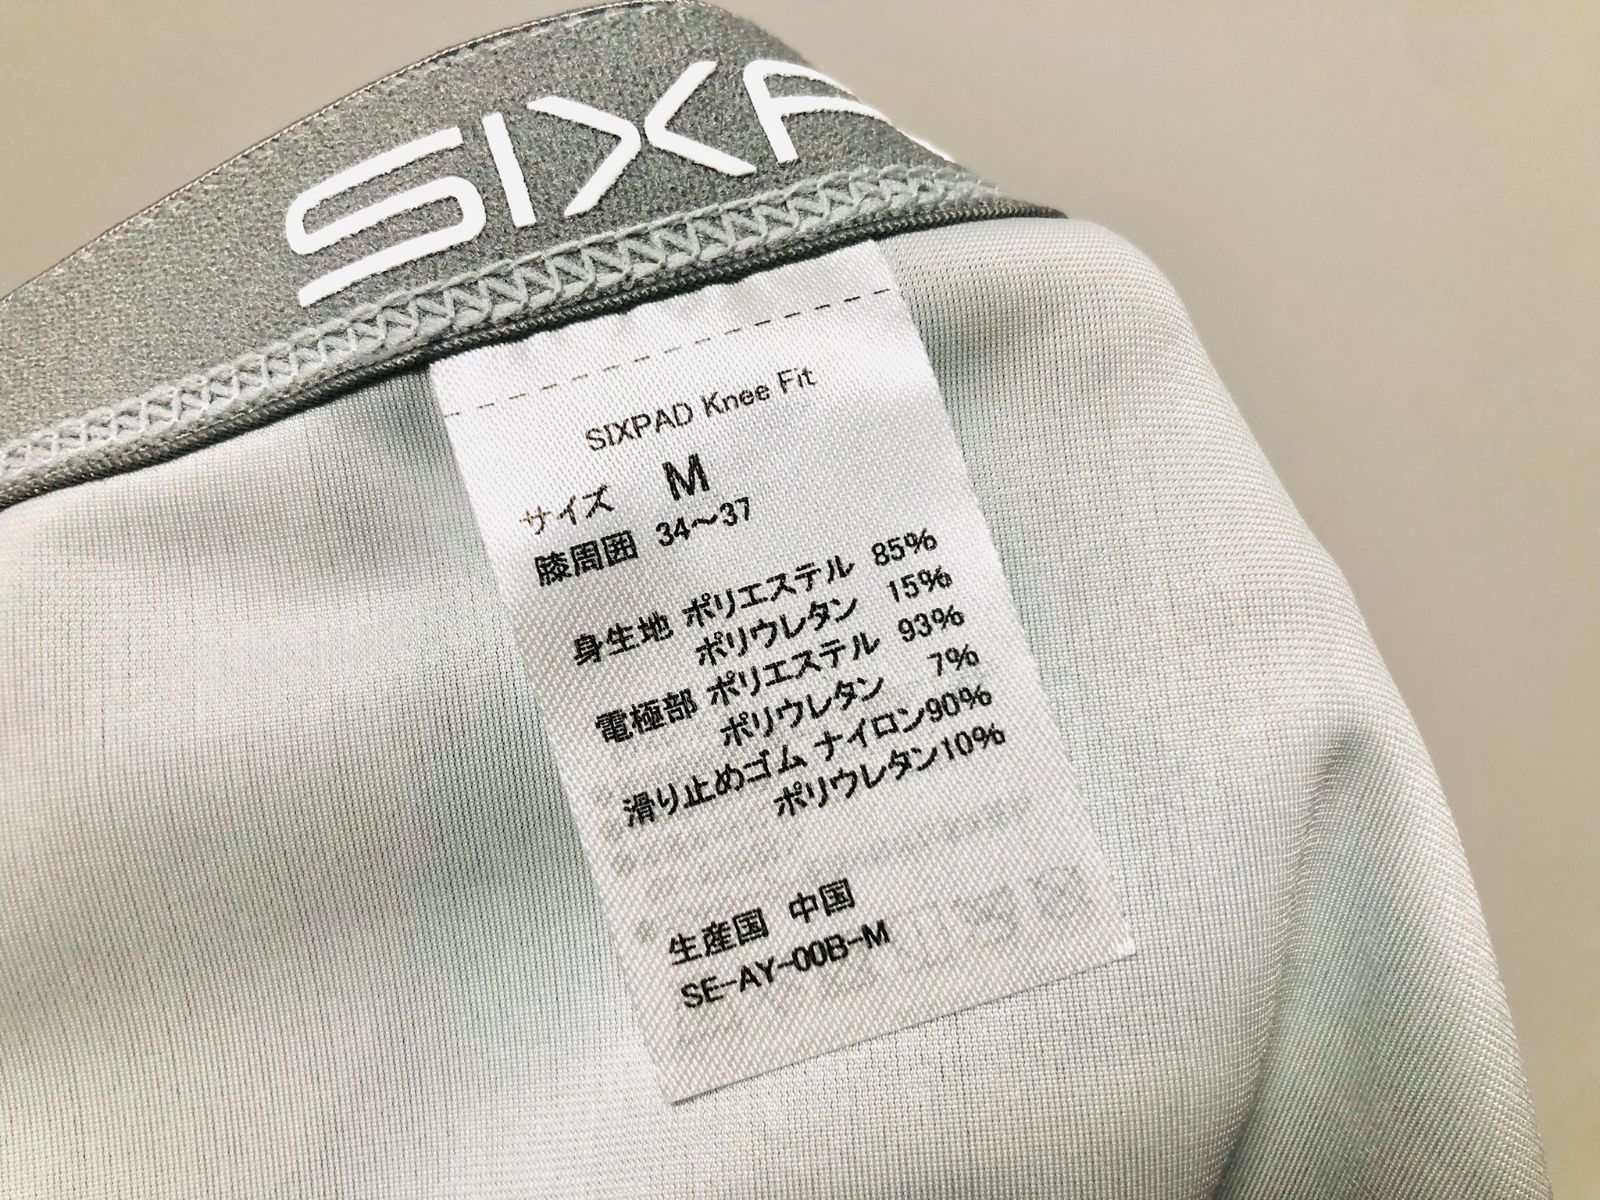 SIXPA
SIXPAD Knee Fit
サイズ M
膝周囲 34～37
身生地 ポリエステル 85%
ポリウレタン 15%
電極部 ポリエステル 93%
ポリウレタン 7%
滑り止めゴム ナイロン90%
ポリウレタン10%
生産国 中国
SE-AY-00B-M